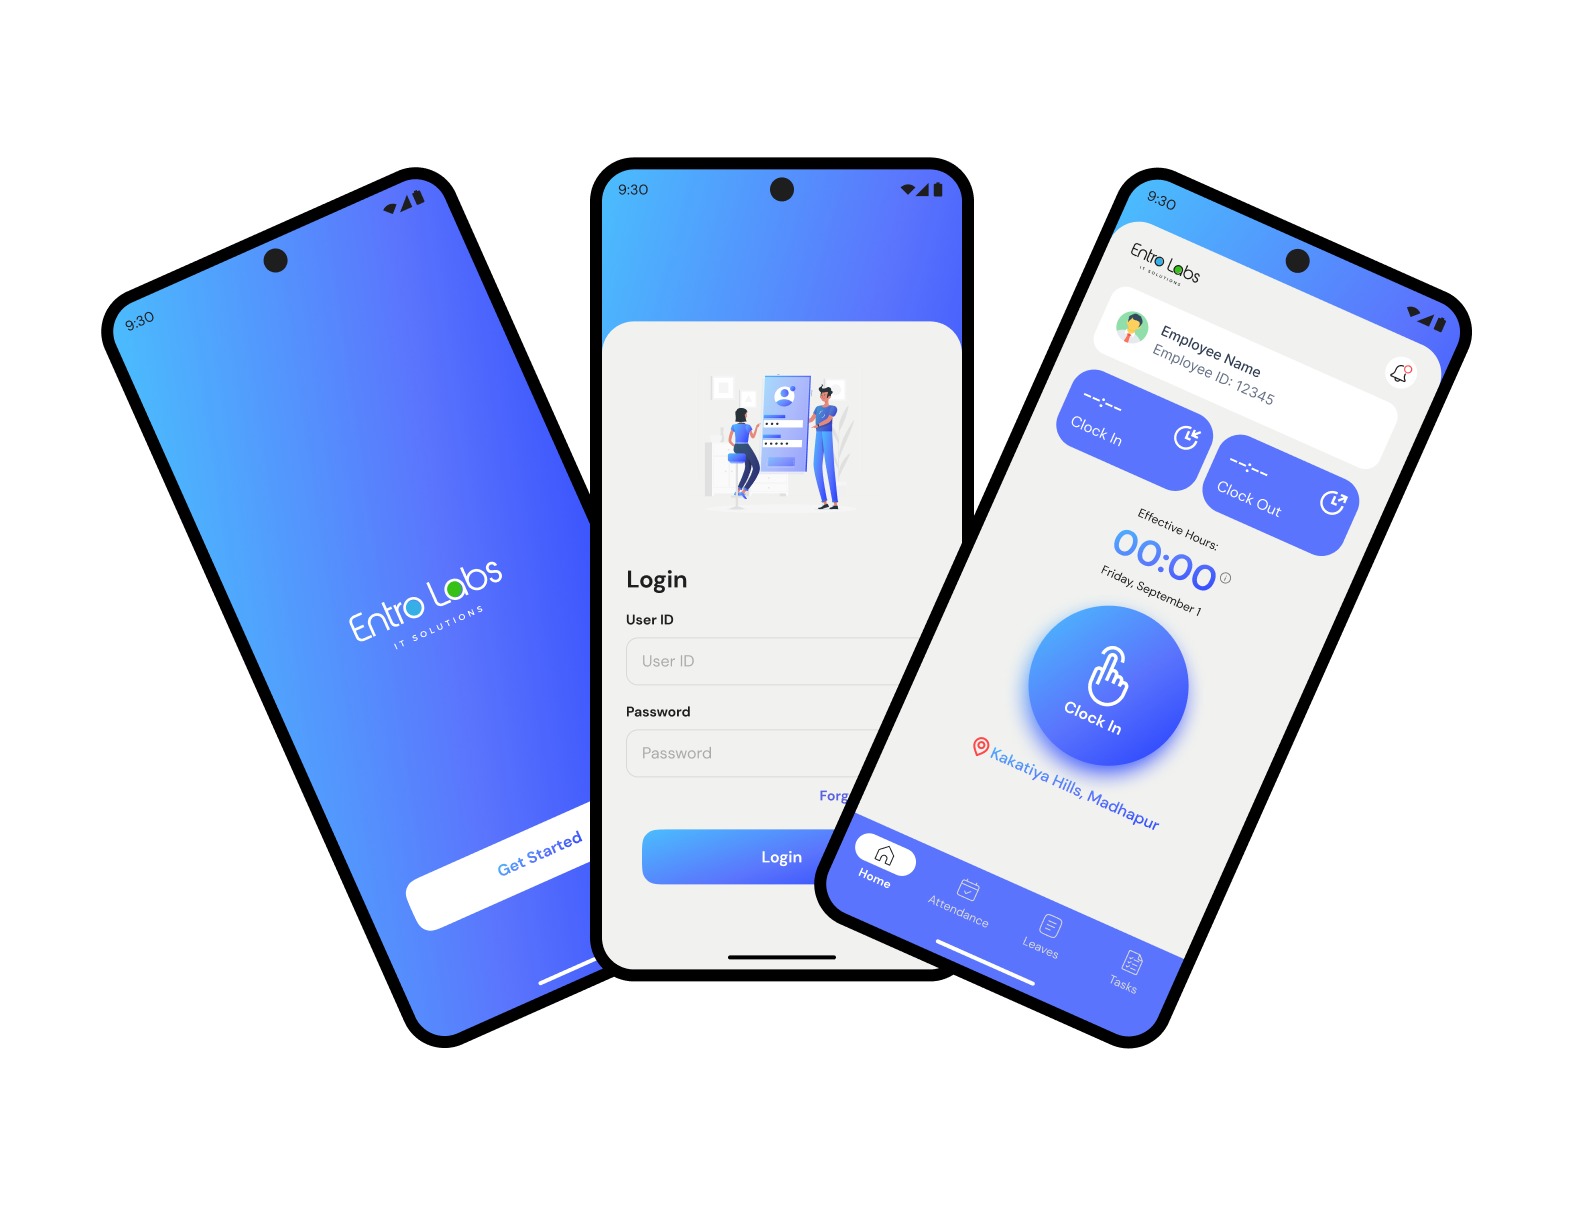 9:30
Entro Labs
IT SOLUTIONS
Get Started
9:30
Login
User ID
User ID
Password
Password
Forg
Login
9:30
Entro Labs
IT SOLUTIONS
Employee Name
Employee ID: 12345
--:--
Clock In
--:--
Clock Out
Effective Hours:
00:00
Friday, September 1
Clock In
Kakatiya Hills, Madhapur
Home
Attendance
Leaves
Tasks